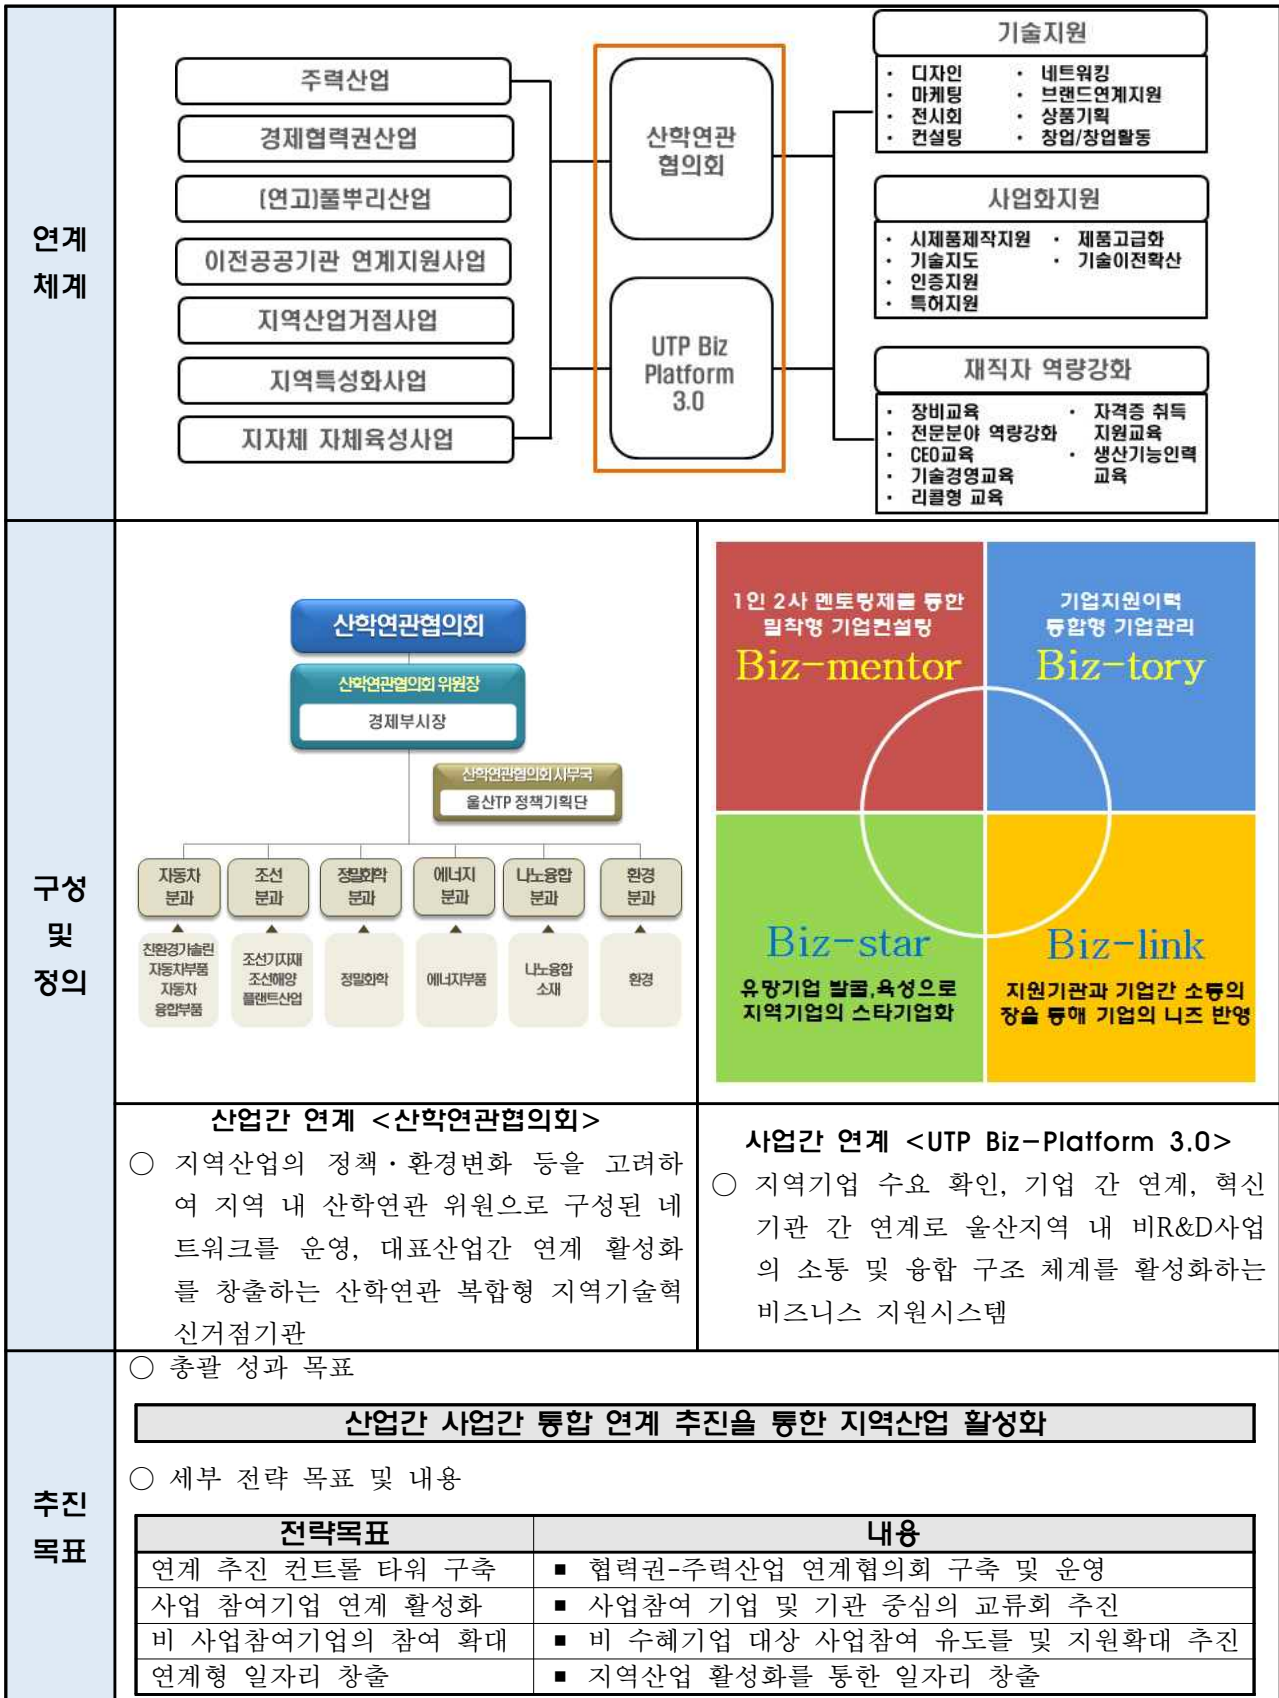 연계
체계
주력산업
경제협력권산업
(연고)풀뿌리산업
이전공공기관 연계지원사업
지역산업거점사업
지역특성화사업
지자체 자체육성사업
산학연관
협의회
UTP Biz
Platform
3.0
기술지원
· 디자인 · 네트워킹
· 마케팅 · 브랜드연계지원
· 전시회 · 상품기획
· 컨설팅 · 창업/창업활동
사업화지원
· 시제품제작지원 · 제품고급화
· 기술지도 · 기술이전확산
· 인증지원
· 특허지원
재직자 역량강화
· 장비교육 · 자격증 취득
· 전문분야 역량강화 지원교육
· CEO교육 · 생산기능인력
· 기술경영교육 교육
· 리콜형 교육
구성
및
정의
산학연관협의회
산학연관협의회 위원장
경제부시장
산학연관협의회 사무국
울산TP 정책기획단
자동차
분과
조선
분과
정밀화학
분과
에너지
분과
나노융합
분과
환경
분과
친환경가솔린
자동차부품
자동차
융합부품
조선기자재
조선해양
플랜트산업
정밀화학
에너지부품
나노융합
소재
환경
1인 2사 멘토링제를 통한
밀착형 기업컨설팅
Biz-mentor
기업지원이력
통합형 기업관리
Biz-tory
Biz-star
유망기업 발굴,육성으로
지역기업의 스타기업화
Biz-link
지원기관과 기업간 소통의
장을 통해 기업의 니즈 반영
산업간 연계 <산학연관협의회>
○ 지역산업의 정책·환경변화 등을 고려하
여 지역 내 산학연관 위원으로 구성된 네
트워크를 운영, 대표산업간 연계 활성화
를 창출하는 산학연관 복합형 지역기술혁
신거점기관
사업간 연계 <UTP Biz-Platform 3.0>
○ 지역기업 수요 확인, 기업 간 연계, 혁신
기관 간 연계로 울산지역 내 비R&D사업
의 소통 및 융합 구조 체계를 활성화하는
비즈니스 지원시스템
추진
목표
○ 총괄 성과 목표
산업간 사업간 통합 연계 추진을 통한 지역산업 활성화
○ 세부 전략 목표 및 내용
전략목표 내용
연계 추진 컨트롤 타워 구축 ▪ 협력권-주력산업 연계협의회 구축 및 운영
사업 참여기업 연계 활성화 ▪ 사업참여 기업 및 기관 중심의 교류회 추진
비 사업참여기업의 참여 확대 ▪ 비 수혜기업 대상 사업참여 유도를 및 지원확대 추진
연계형 일자리 창출 ▪ 지역산업 활성화를 통한 일자리 창출